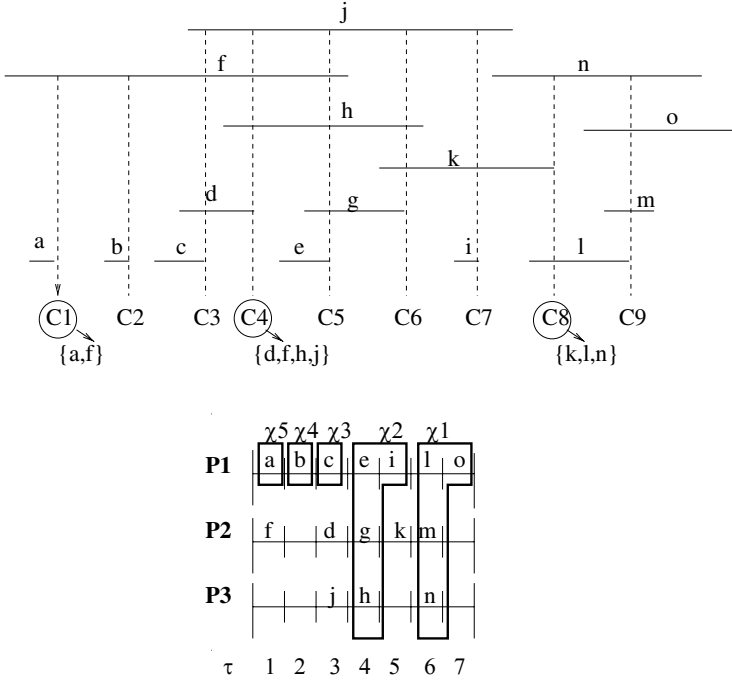 j
f n
h o
k
d g m
a b c e i l
C1 C2 C3 C4 C5 C6 C7 C8 C9
{a,f} {d,f,h,j} {k,l,n}
χ5 χ4 χ3 χ2 χ1
P1 a b c e i l o
P2 f d g k m
P3 j h n
τ 1 2 3 4 5 6 7